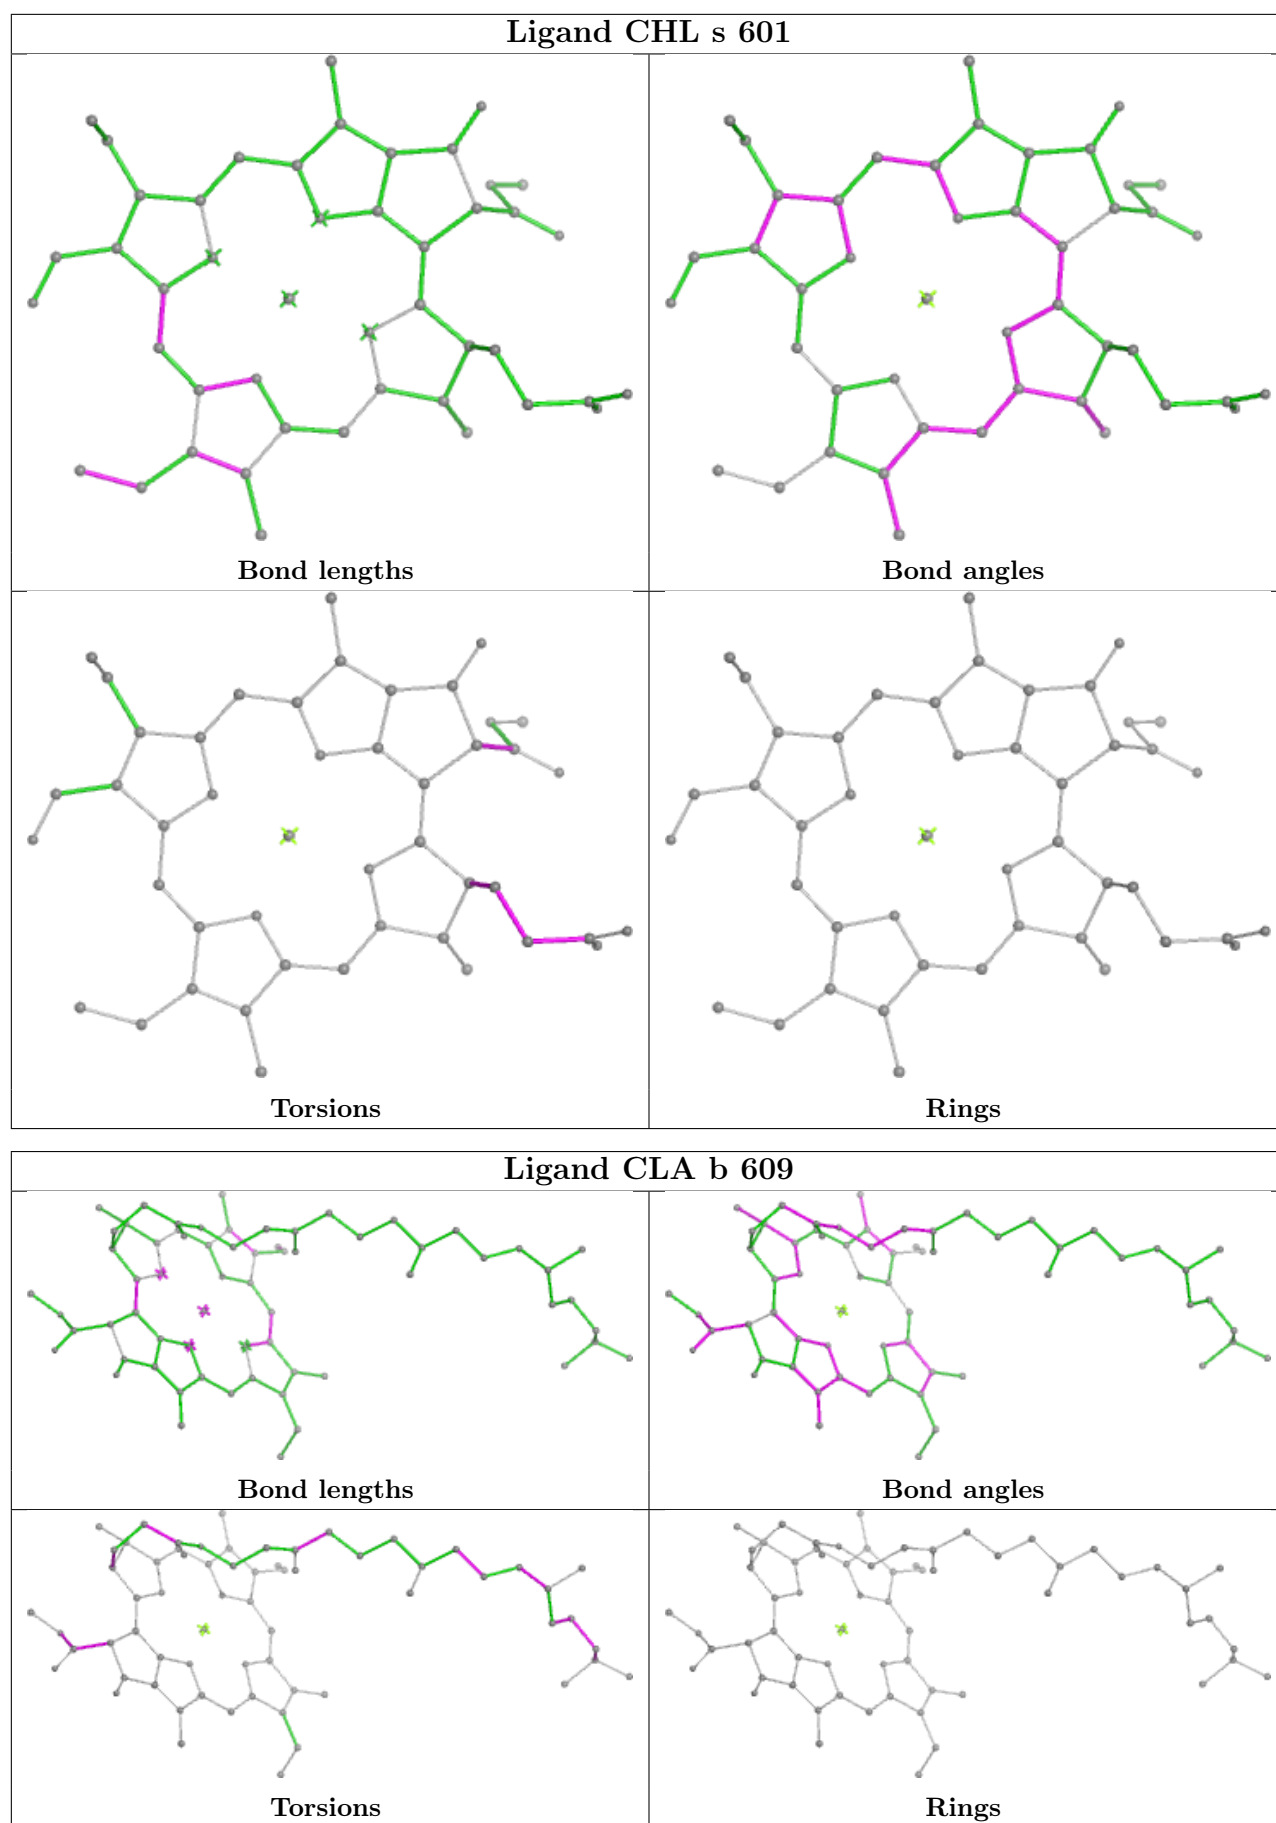 Ligand CHL s 601
Bond lengths
Bond angles
Torsions
Rings
Ligand CLA b 609
Bond lengths
Bond angles
Torsions
Rings